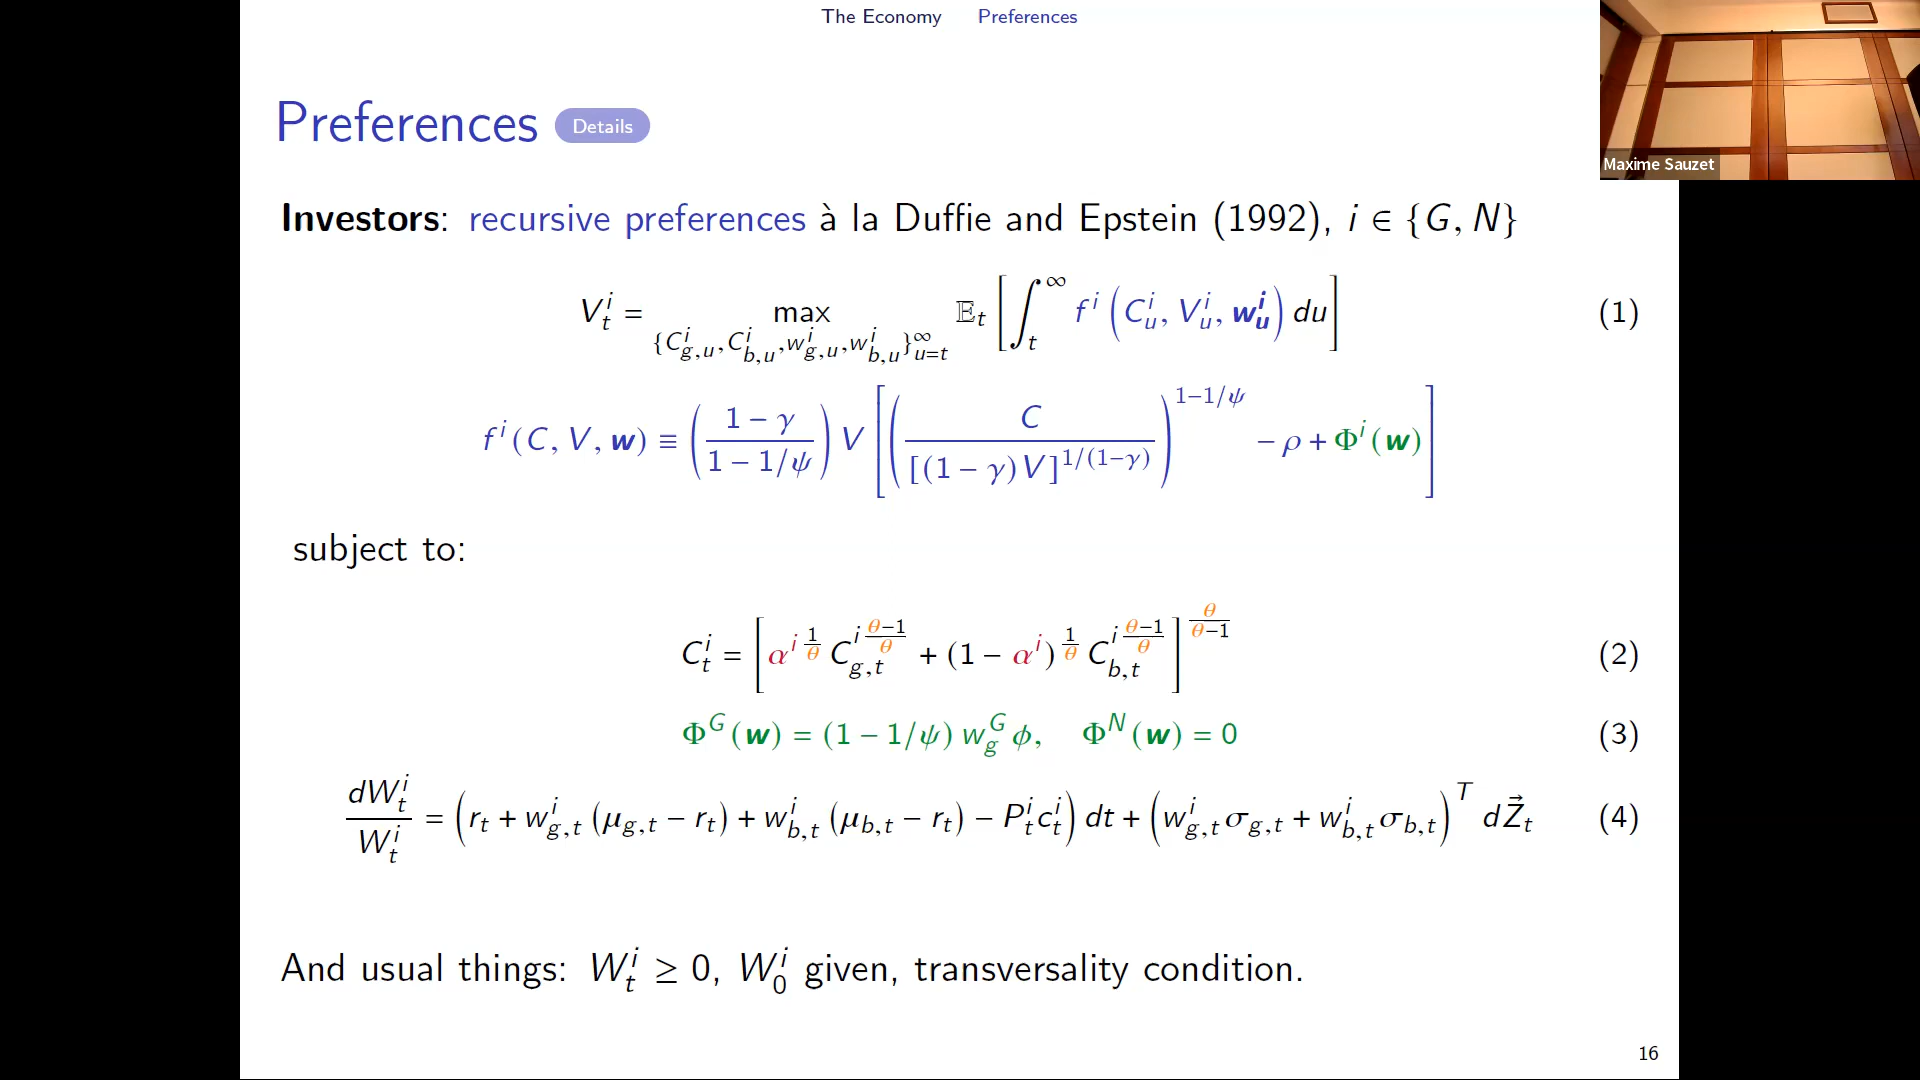 The Economy Preferences
Preferences Details
Maxime Sauzet
Investors: recursive preferences à la Duffie and Epstein (1992), i ∈ {G, N}
V_t^i = max_{{C_{g,u}^i, C_{b,u}^i, w_{g,u}^i, w_{b,u}^i}_{u=t}^∞} 𝔼_t [ ∫_t^∞ f^i ( C_u^i, V_u^i, w_u^i ) du ] (1)
f^i (C, V, w) ≡ ( (1 − γ) / (1 − 1/ψ) ) V [ ( C / [(1 − γ) V]^{1/(1−γ)} )^{1−1/ψ} − ρ + Φ^i (w) ]
subject to:
C_t^i = [ α^{i 1/θ} C_{g,t}^{i (θ−1)/θ} + (1 − α^i)^{1/θ} C_{b,t}^{i (θ−1)/θ} ]^{θ/(θ−1)} (2)
Φ^G (w) = (1 − 1/ψ) w_g^G ϕ, Φ^N (w) = 0 (3)
dW_t^i / W_t^i = ( r_t + w_{g,t}^i (μ_{g,t} − r_t) + w_{b,t}^i (μ_{b,t} − r_t) − P_t^i c_t^i ) dt + ( w_{g,t}^i σ_{g,t} + w_{b,t}^i σ_{b,t} )^T dZ⃗_t (4)
And usual things: W_t^i ≥ 0, W_0^i given, transversality condition.
16